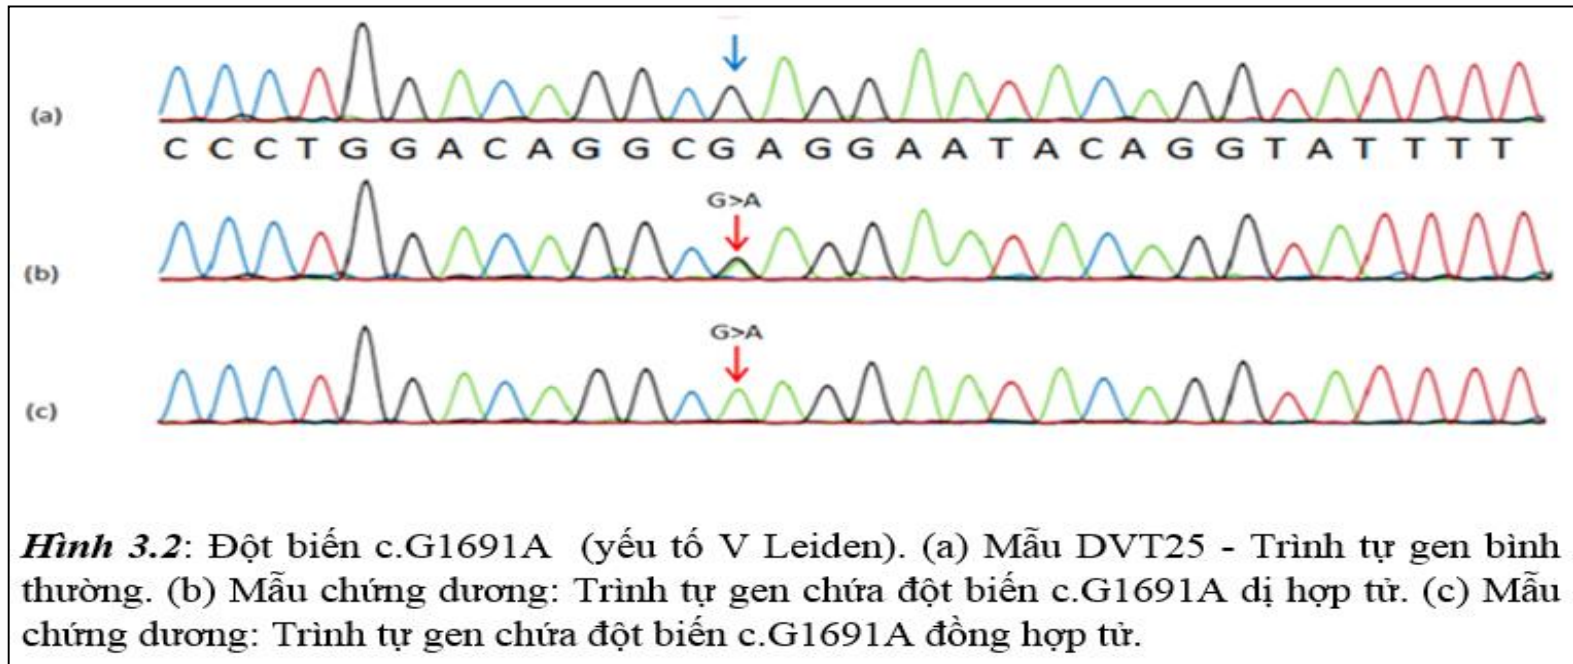 (a)
C C C T G G A C A G G C G A G G A A T A C A G G T A T T T T
G>A
(b)
G>A
(c)
Hình 3.2: Đột biến c.G1691A (yếu tố V Leiden). (a) Mẫu DVT25 - Trình tự gen bình
thường. (b) Mẫu chứng dương: Trình tự gen chứa đột biến c.G1691A dị hợp tử. (c) Mẫu
chứng dương: Trình tự gen chứa đột biến c.G1691A đồng hợp tử.